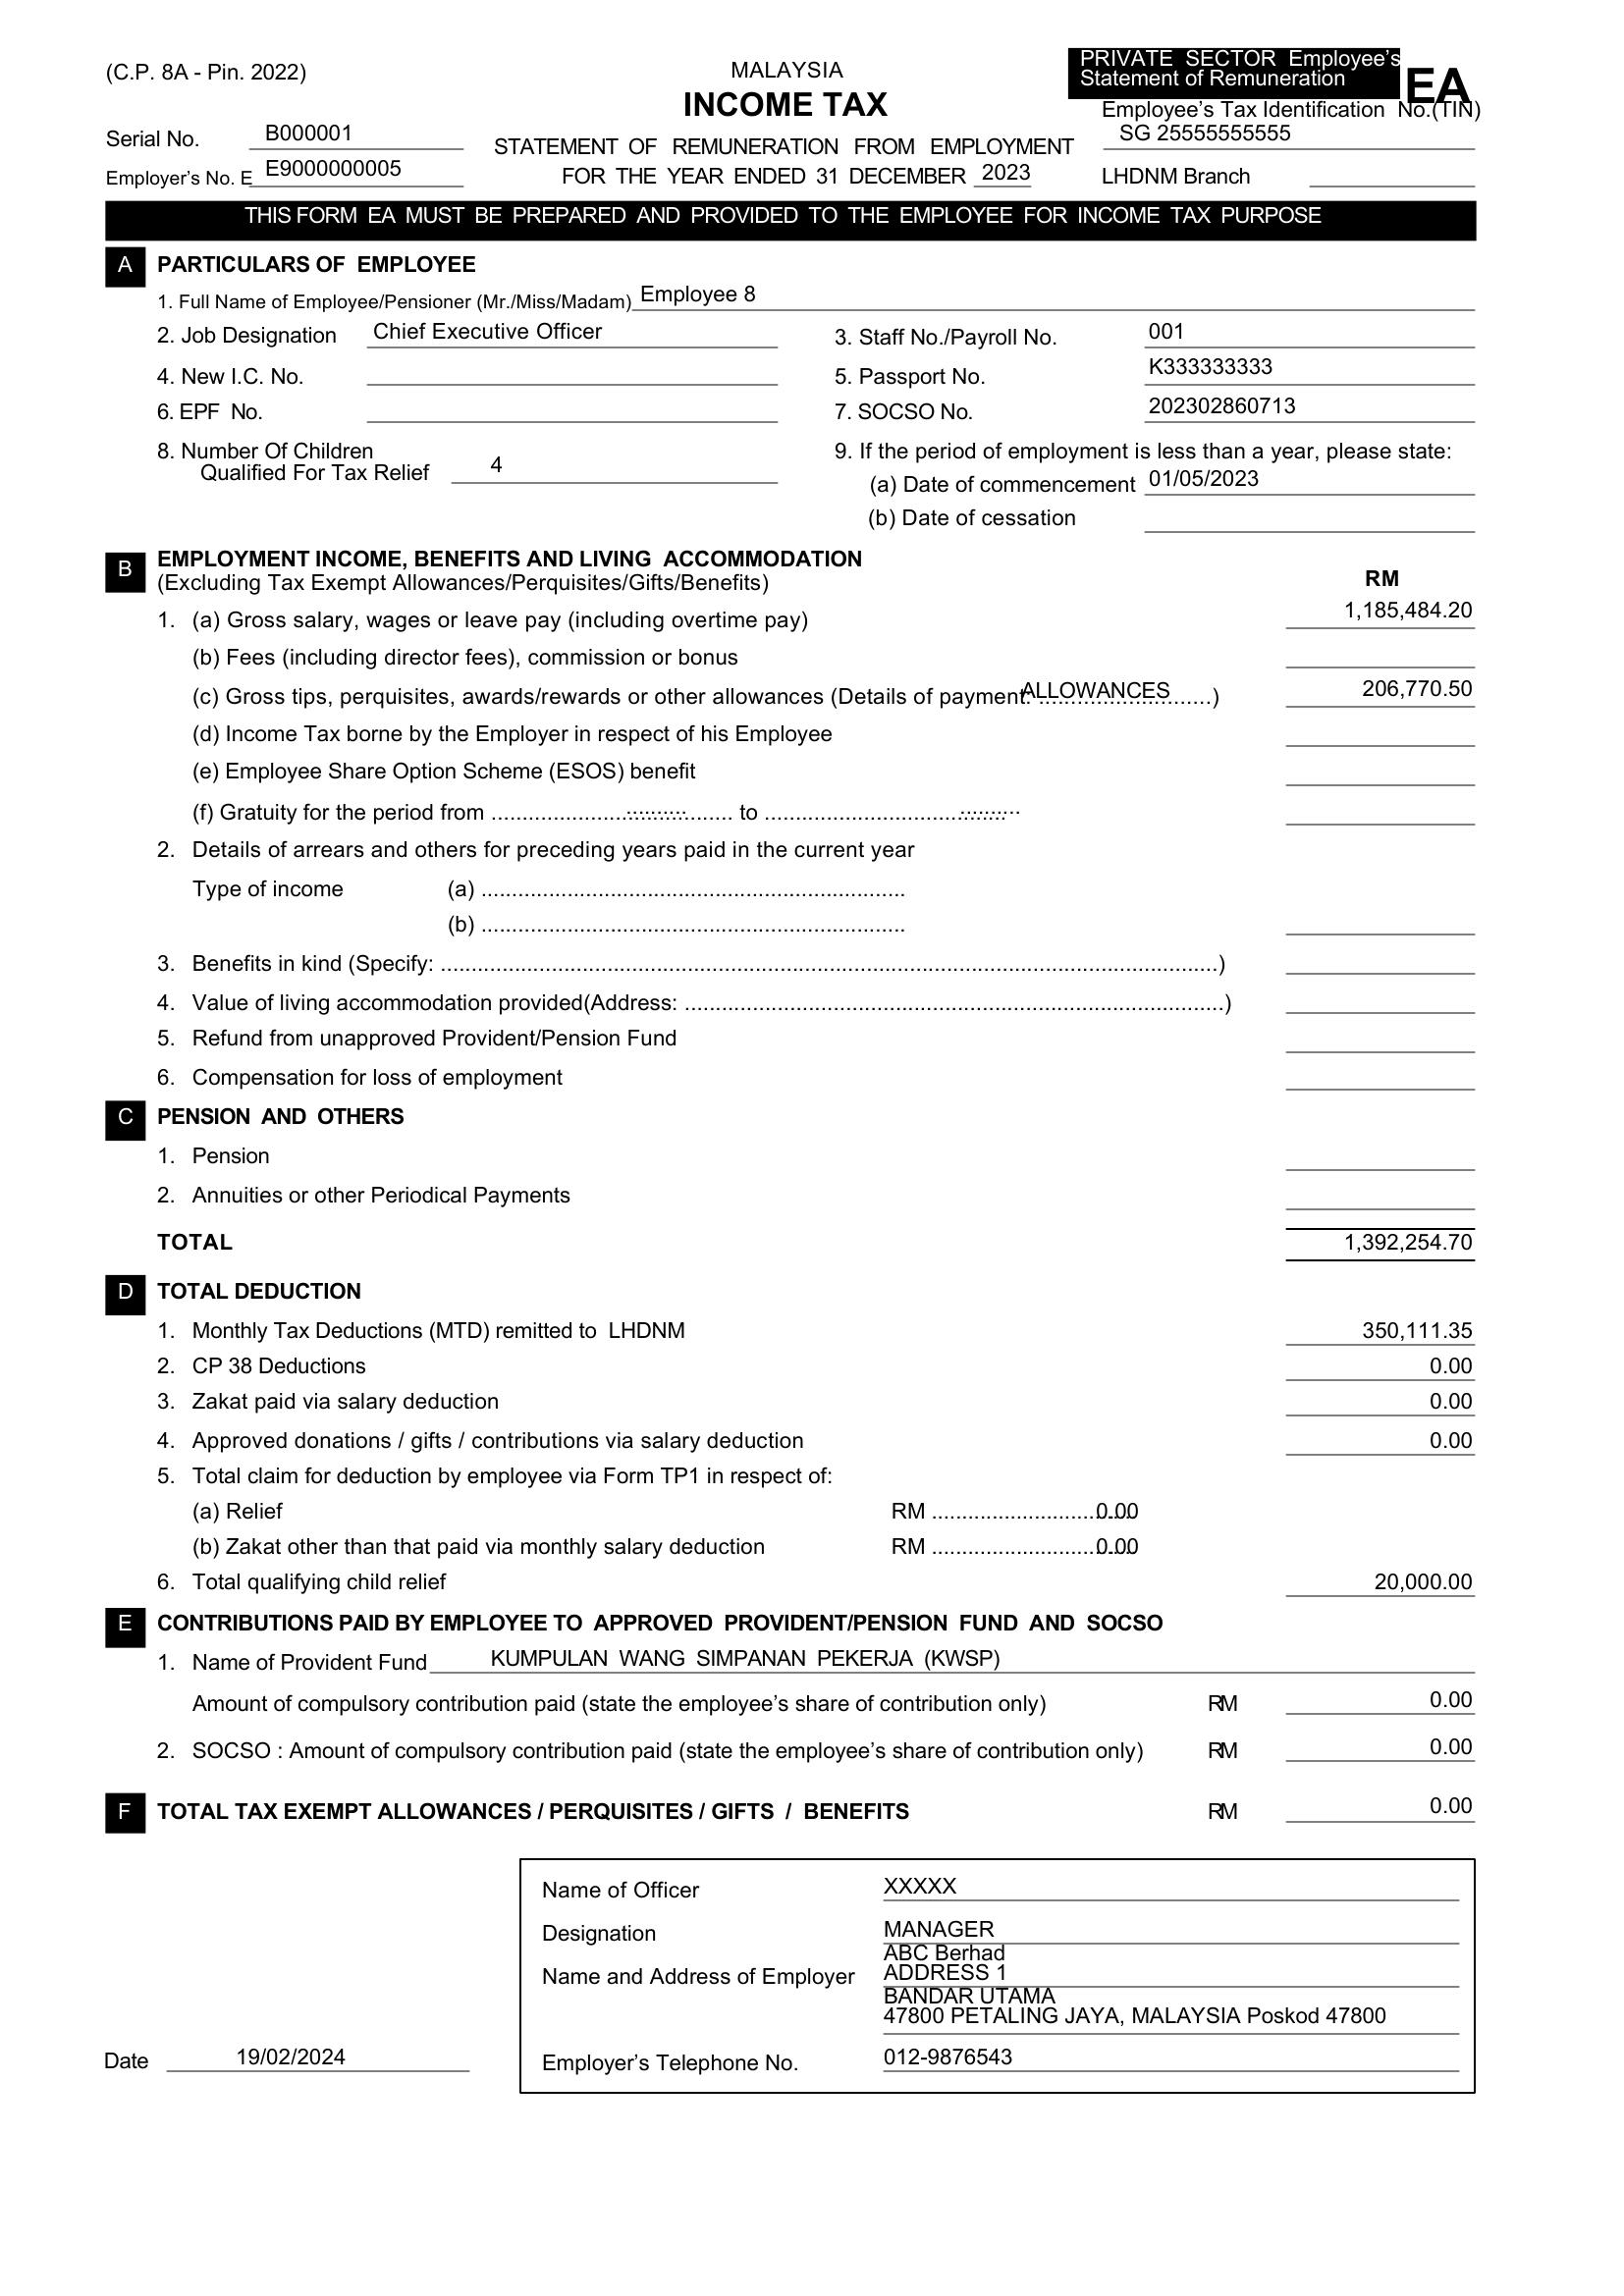 (C.P. 8A - Pin. 2022)
MALAYSIA
PRIVATE SECTOR Employee’s
Statement of Remuneration
EA
INCOME TAX
Employee’s Tax Identification No.(TIN)
Serial No. B000001
STATEMENT OF REMUNERATION FROM EMPLOYMENT
SG 25555555555
Employer’s No. E E9000000005
FOR THE YEAR ENDED 31 DECEMBER 2023
LHDNM Branch
THIS FORM EA MUST BE PREPARED AND PROVIDED TO THE EMPLOYEE FOR INCOME TAX PURPOSE
A PARTICULARS OF EMPLOYEE
1. Full Name of Employee/Pensioner (Mr./Miss/Madam) Employee 8
2. Job Designation Chief Executive Officer 3. Staff No./Payroll No. 001
4. New I.C. No. 5. Passport No. K333333333
6. EPF No. 7. SOCSO No. 202302860713
8. Number Of Children
Qualified For Tax Relief 4
9. If the period of employment is less than a year, please state:
(a) Date of commencement 01/05/2023
(b) Date of cessation
B EMPLOYMENT INCOME, BENEFITS AND LIVING ACCOMMODATION
(Excluding Tax Exempt Allowances/Perquisites/Gifts/Benefits) RM
1. (a) Gross salary, wages or leave pay (including overtime pay) 1,185,484.20
(b) Fees (including director fees), commission or bonus
(c) Gross tips, perquisites, awards/rewards or other allowances (Details of payment: ALLOWANCES ............................) 206,770.50
(d) Income Tax borne by the Employer in respect of his Employee
(e) Employee Share Option Scheme (ESOS) benefit
(f) Gratuity for the period from ....................................... to .........................................
2. Details of arrears and others for preceding years paid in the current year
Type of income (a) .....................................................................
(b) .....................................................................
3. Benefits in kind (Specify: ..............................................................................................................................)
4. Value of living accommodation provided(Address: ........................................................................................)
5. Refund from unapproved Provident/Pension Fund
6. Compensation for loss of employment
C PENSION AND OTHERS
1. Pension
2. Annuities or other Periodical Payments
TOTAL 1,392,254.70
D TOTAL DEDUCTION
1. Monthly Tax Deductions (MTD) remitted to LHDNM 350,111.35
2. CP 38 Deductions 0.00
3. Zakat paid via salary deduction 0.00
4. Approved donations / gifts / contributions via salary deduction 0.00
5. Total claim for deduction by employee via Form TP1 in respect of:
(a) Relief RM .................................0.00
(b) Zakat other than that paid via monthly salary deduction RM .................................0.00
6. Total qualifying child relief 20,000.00
E CONTRIBUTIONS PAID BY EMPLOYEE TO APPROVED PROVIDENT/PENSION FUND AND SOCSO
1. Name of Provident Fund KUMPULAN WANG SIMPANAN PEKERJA (KWSP)
Amount of compulsory contribution paid (state the employee’s share of contribution only) RM 0.00
2. SOCSO : Amount of compulsory contribution paid (state the employee’s share of contribution only) RM 0.00
F TOTAL TAX EXEMPT ALLOWANCES / PERQUISITES / GIFTS / BENEFITS RM 0.00
Name of Officer XXXXX
Designation MANAGER
ABC Berhad
Name and Address of Employer ADDRESS 1
BANDAR UTAMA
47800 PETALING JAYA, MALAYSIA Poskod 47800
Date 19/02/2024
Employer’s Telephone No. 012-9876543